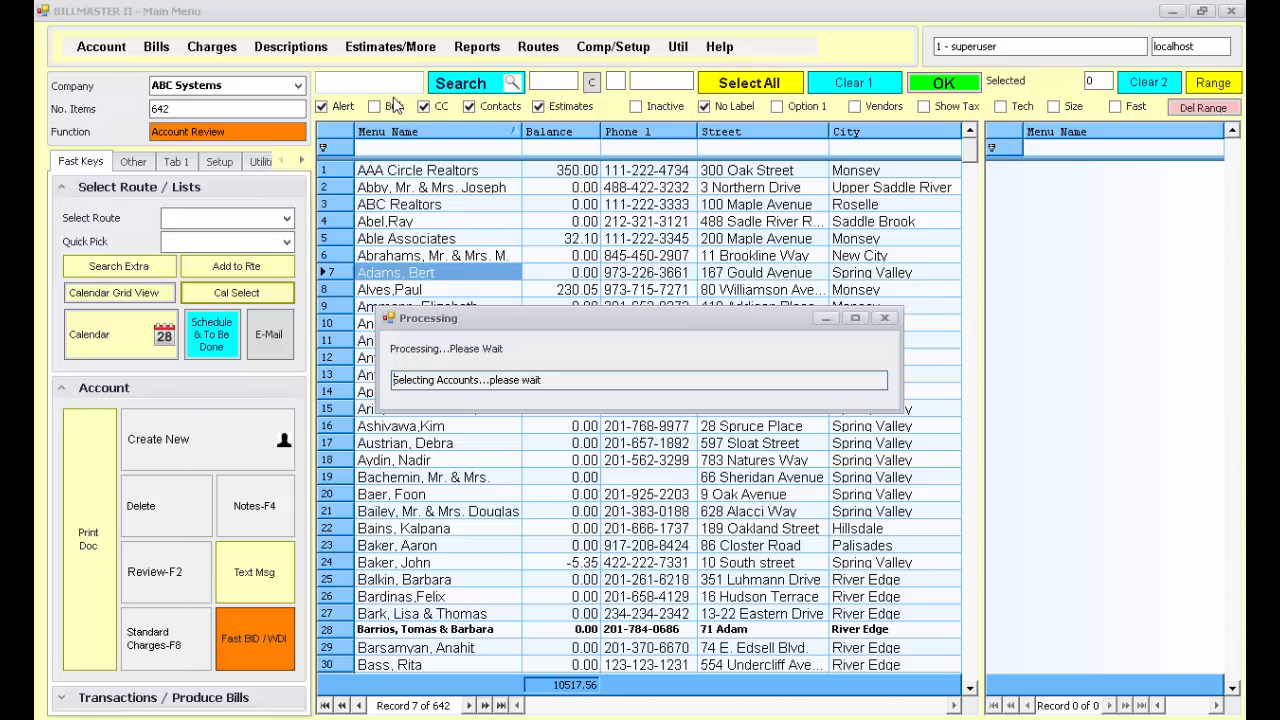 BILLMASTER II - Main Menu
Account Bills Charges Descriptions Estimates/More Reports Routes Comp/Setup Util Help
1 - superuser localhost
Company ABC Systems
No. Items 642
Function Account Review
Search C Select All Clear 1 OK Selected 0 Clear 2 Range
Alert CC Contacts Estimates Inactive No Label Option 1 Vendors Show Tax Tech Size Fast Del Range
Fast Keys Other Tab 1 Setup Utiliti
Select Route / Lists
Select Route
Quick Pick
Search Extra Add to Rte
Calendar Grid View Cal Select
Calendar 28
Schedule
& To Be
Done
E-Mail
Account
Create New
Print
Doc
Delete Notes-F4
Review-F2 Text Msg
Standard
Charges-F8
Fast BID / WDI
Transactions / Produce Bills
Menu Name Balance Phone 1 Street City
1 AAA Circle Realtors 350.00 111-222-4734 300 Oak Street Monsey
2 Abby, Mr. & Mrs. Joseph 0.00 488-422-3232 3 Northern Drive Upper Saddle River
3 ABC Realtors 0.00 111-222-3333 100 Maple Avenue Roselle
4 Abel,Ray 0.00 212-321-3121 488 Sadle River R... Saddle Brook
5 Able Associates 32.10 111-222-3345 200 Maple Avenue Monsey
6 Abrahams, Mr. & Mrs. M. 0.00 845-450-2907 11 Brookline Way New City
7 Adams, Bert 0.00 973-226-3661 167 Gould Avenue Spring Valley
8 Alves,Paul 230.05 973-715-7271 80 Williamson Ave... Spring Valley
9
10 An
11 An
12 An
13 An
14 Ap
15 Ari
Processing
Processing...Please Wait
Selecting Accounts...please wait
16 Ashivawa,Kim 0.00 201-768-9977 28 Spruce Place Spring Valley
17 Austrian, Debra 0.00 201-657-1892 597 Sloat Street Spring Valley
18 Aydin, Nadir 0.00 201-562-3299 783 Natures Way Spring Valley
19 Bachemin, Mr. & Mrs. 0.00 66 Sheridan Avenue Spring Valley
20 Baer, Foon 0.00 201-925-2203 9 Oak Avenue Spring Valley
21 Bailey, Mr. & Mrs. Douglas 0.00 201-383-0188 628 Alacci Way Spring Valley
22 Bains, Kalpana 0.00 201-666-1737 189 Oakland Street Hillsdale
23 Baker, Aaron 0.00 917-208-8424 86 Closter Road Palisades
24 Baker, John -5.35 422-222-7331 10 South street Spring Valley
25 Balkin, Barbara 0.00 201-261-6218 351 Luhmann Drive River Edge
26 Bardinas,Felix 0.00 201-658-4129 16 Hudson Terrace River Edge
27 Bark, Lisa & Thomas 0.00 234-234-2342 13-22 Eastern Drive River Edge
28 Barrios, Tomas & Barbara 0.00 201-784-0686 71 Adam River Edge
29 Barsamyan, Anahit 0.00 201-370-6670 74 E. Edsell Blvd. River Edge
30 Bass, Rita 0.00 123-123-1231 554 Undercliff Ave... River Edge
10517.56
Record 7 of 642
Menu Name
Record 0 of 0